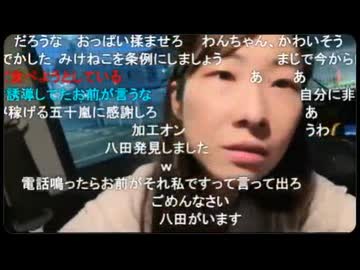 だろうな おっぱい揉ませろ わんちゃん、かわいそう
でかした みけねこを条例にしましょう まじで今から
べようとしている あ あ
誘導してたお前が言うな 自分に非
が稼げる五十嵐に感謝しろ あ
加工オン うわ
八田発見しました
w
電話鳴ったらお前がそれ私ですって言って出ろ
ごめんなさい
八田がいます